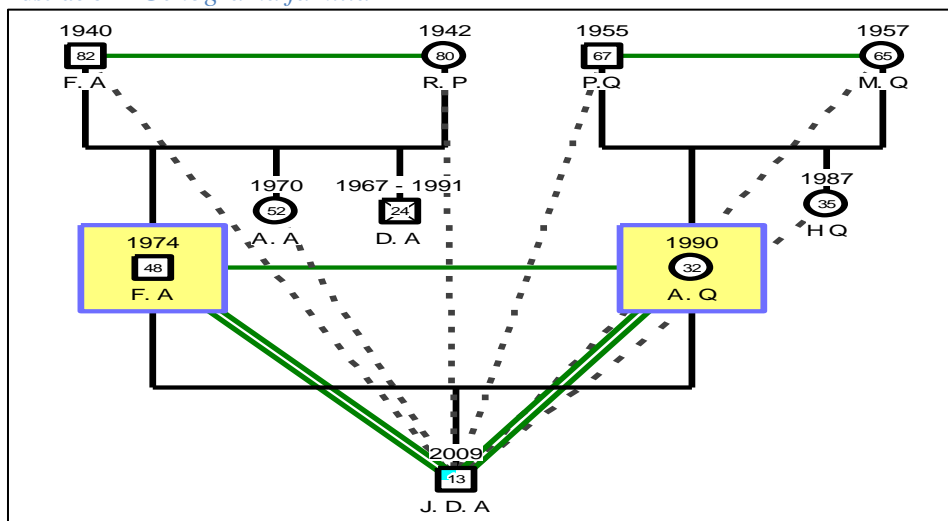 1940
1942
1955
1957
82
80
67
65
F. A
R. P
P.Q
M. Q
1970
1967 - 1991
1987
52
24
35
A. A
D. A
H Q
1974
1990
48
32
F. A
A. Q
2009
13
J. D. A